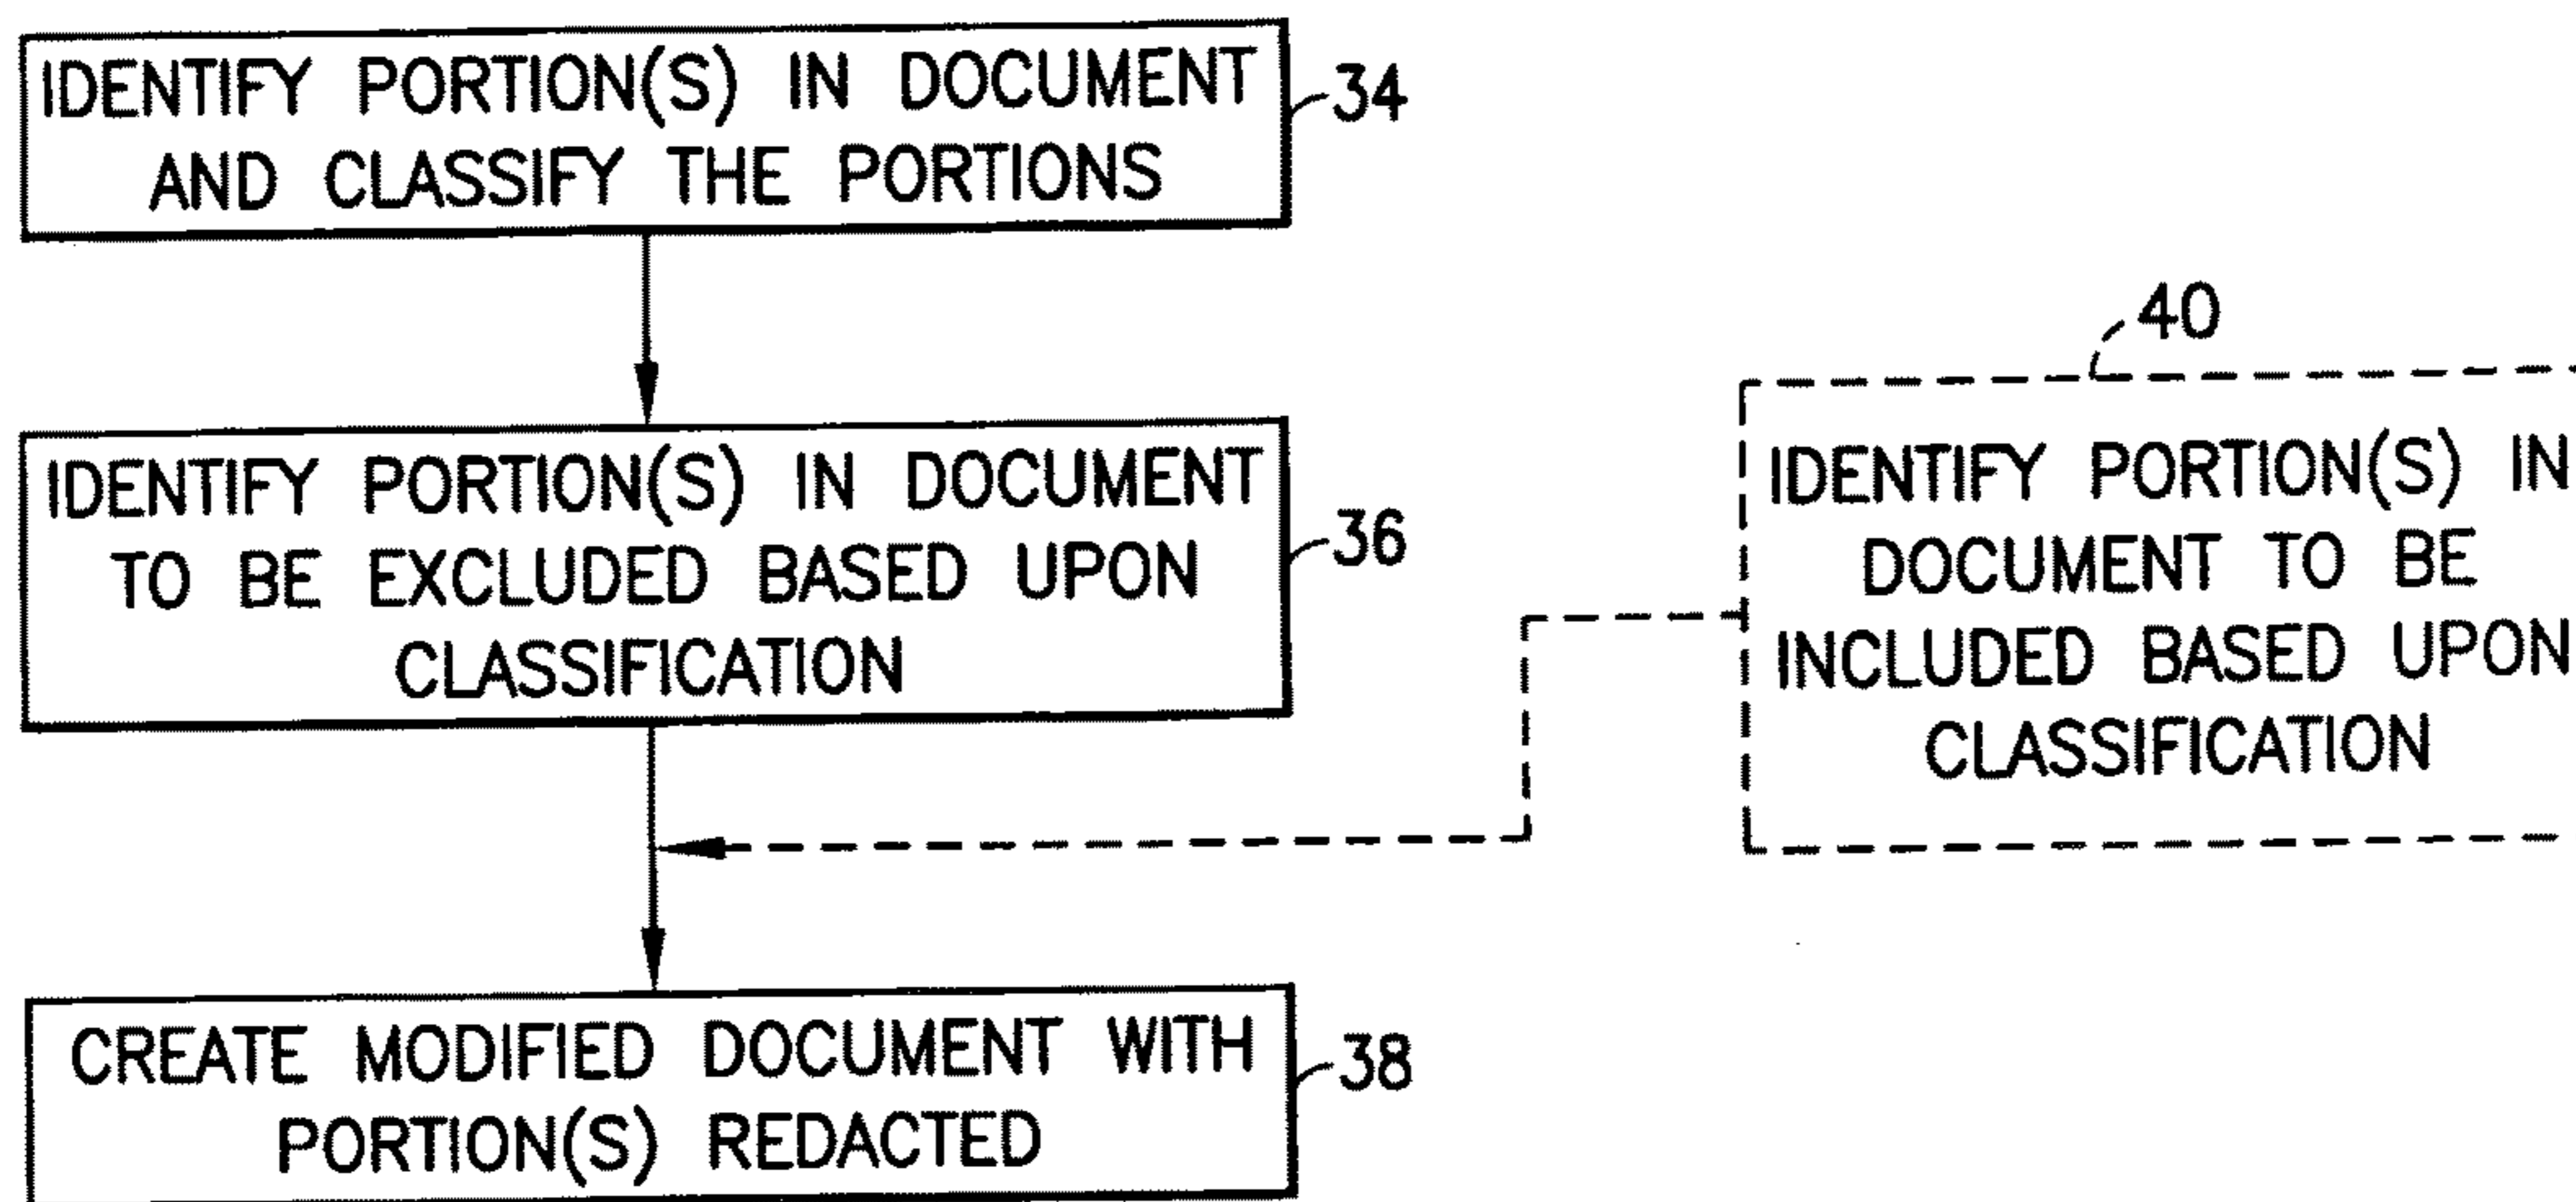 IDENTIFY PORTION(S) IN DOCUMENT
AND CLASSIFY THE PORTIONS
34
IDENTIFY PORTION(S) IN DOCUMENT
TO BE EXCLUDED BASED UPON
CLASSIFICATION
36
40
IDENTIFY PORTION(S) IN
DOCUMENT TO BE
INCLUDED BASED UPON
CLASSIFICATION
CREATE MODIFIED DOCUMENT WITH
PORTION(S) REDACTED
38